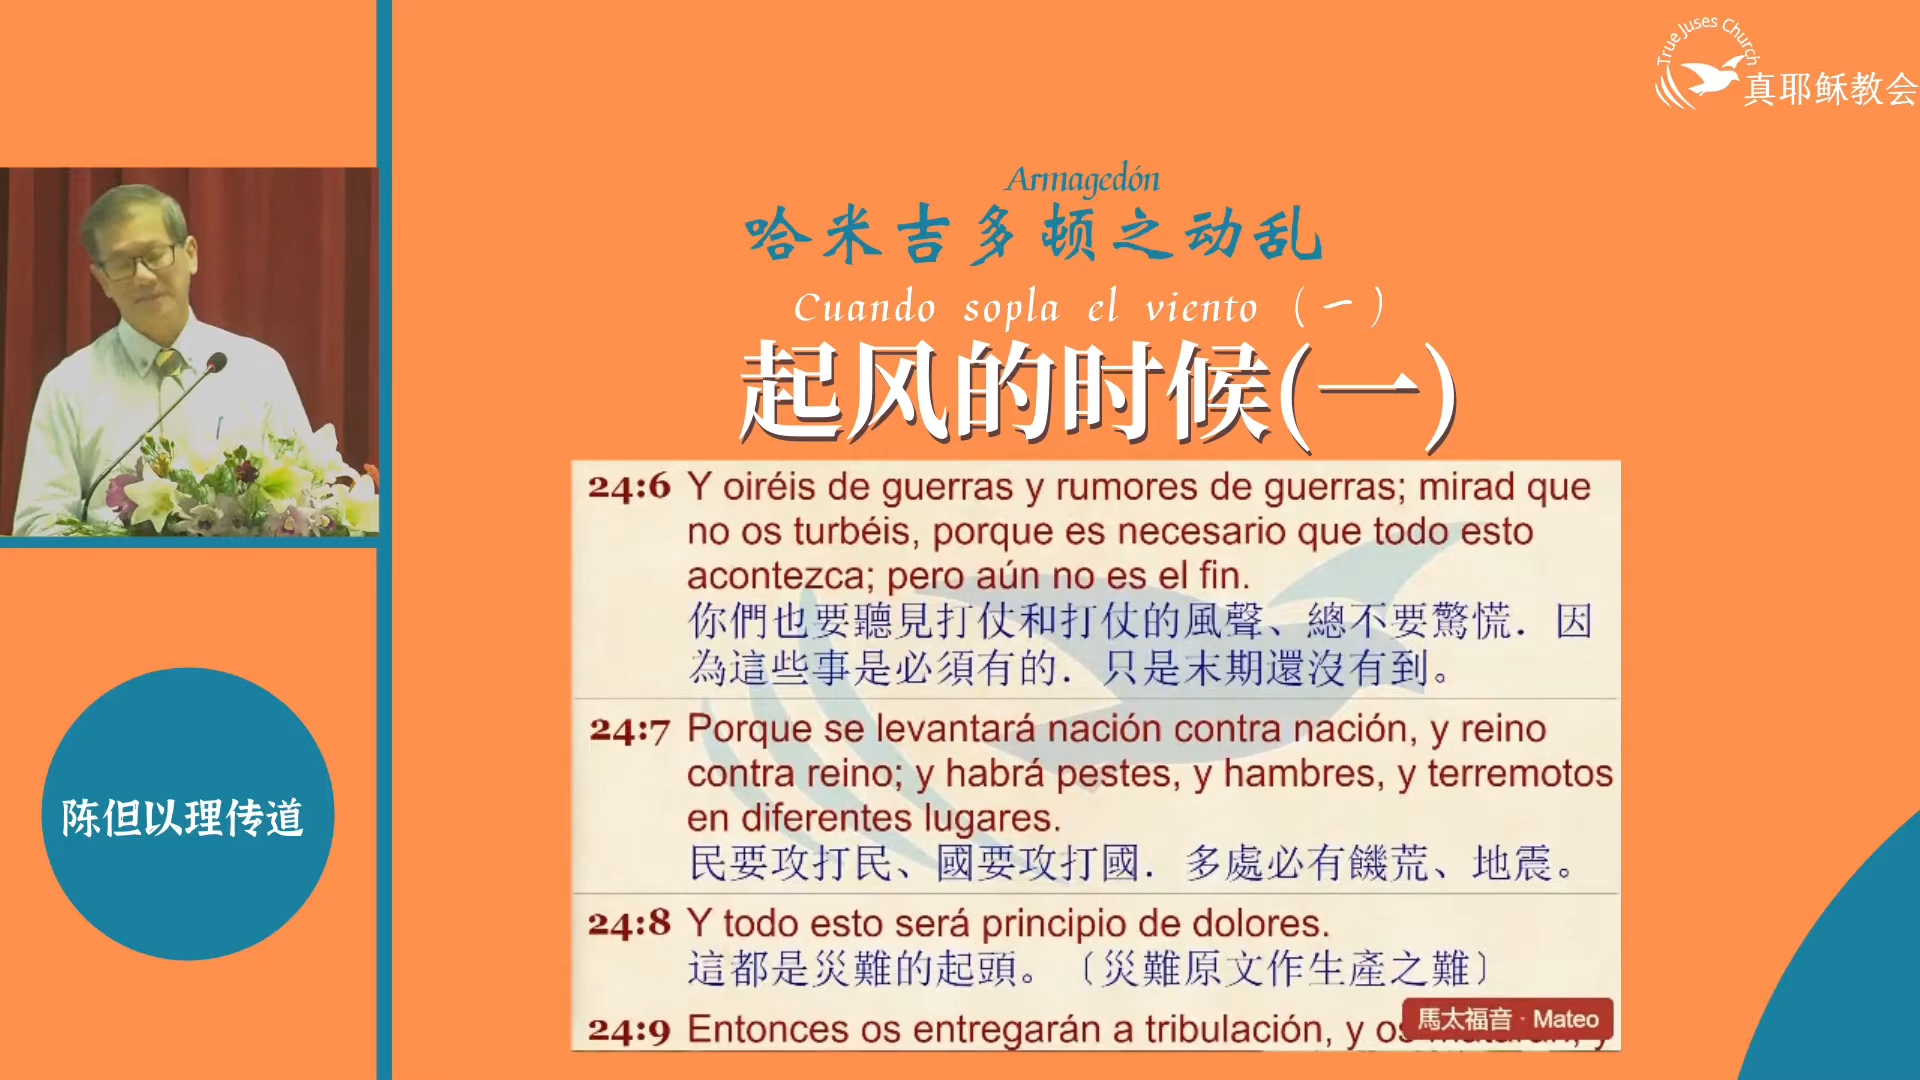 True Juses Church
真耶稣教会
Armagedón
哈米吉多顿之动乱
Cuando sopla el viento (一)
起风的时候(一)
24:6 Y oiréis de guerras y rumores de guerras; mirad que
no os turbéis, porque es necesario que todo esto
acontezca; pero aún no es el fin.
你們也要聽見打仗和打仗的風聲、總不要驚慌．因
為這些事是必須有的．只是末期還沒有到。
24:7 Porque se levantará nación contra nación, y reino
contra reino; y habrá pestes, y hambres, y terremotos
en diferentes lugares.
民要攻打民、國要攻打國．多處必有饑荒、地震。
24:8 Y todo esto será principio de dolores.
這都是災難的起頭。〔災難原文作生產之難〕
24:9 Entonces os entregarán a tribulación, y os
馬太福音 · Mateo
陈但以理传道